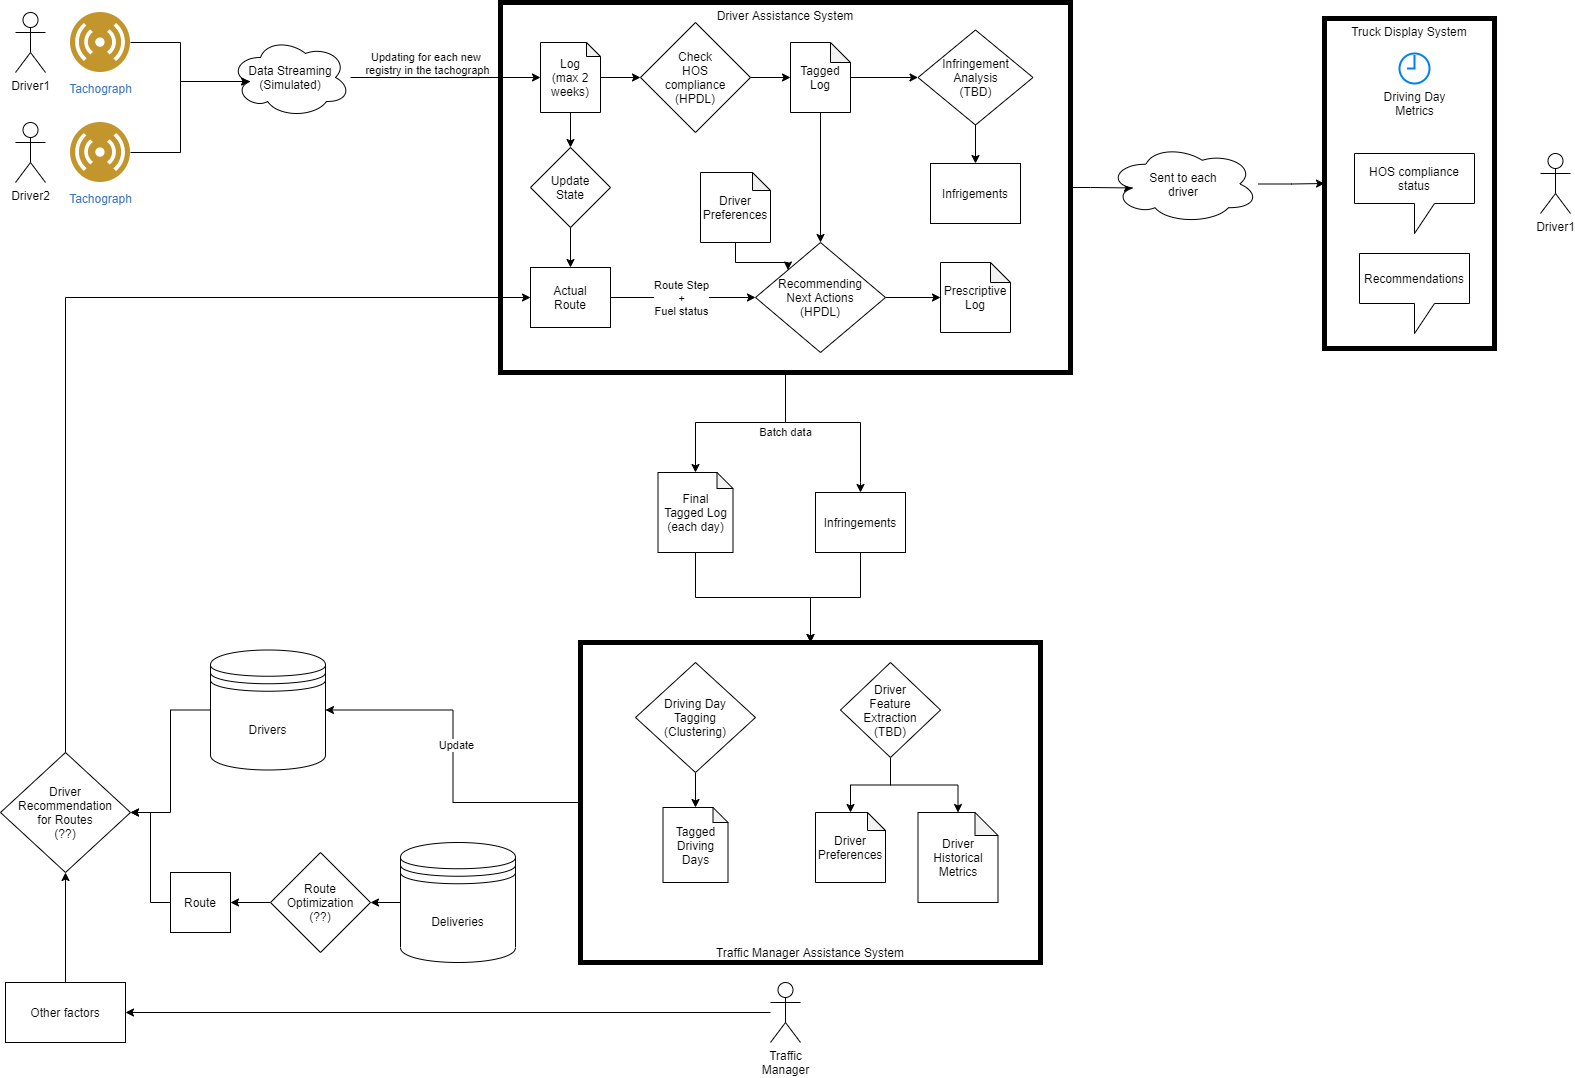 Driver Assistance System
Truck Display System
Driver1
Tachograph
Driver2
Tachograph
Data Streaming
(Simulated)
Updating for each new
registry in the tachograph
Log
(max 2
weeks)
Check
HOS
compliance
(HPDL)
Tagged
Log
Infringement
Analysis
(TBD)
Update
State
Driver
Preferences
Infrigements
Actual
Route
Route Step
+
Fuel status
Recommending
Next Actions
(HPDL)
Prescriptive
Log
Sent to each
driver
Driving Day
Metrics
HOS compliance
status
Recommendations
Driver1
Batch data
Final
Tagged Log
(each day)
Infringements
Drivers
Update
Driving Day
Tagging
(Clustering)
Driver
Feature
Extraction
(TBD)
Tagged
Driving
Days
Driver
Preferences
Driver
Historical
Metrics
Traffic Manager Assistance System
Driver
Recommendation
for Routes
(??)
Route
Route
Optimization
(??)
Deliveries
Other factors
Traffic
Manager